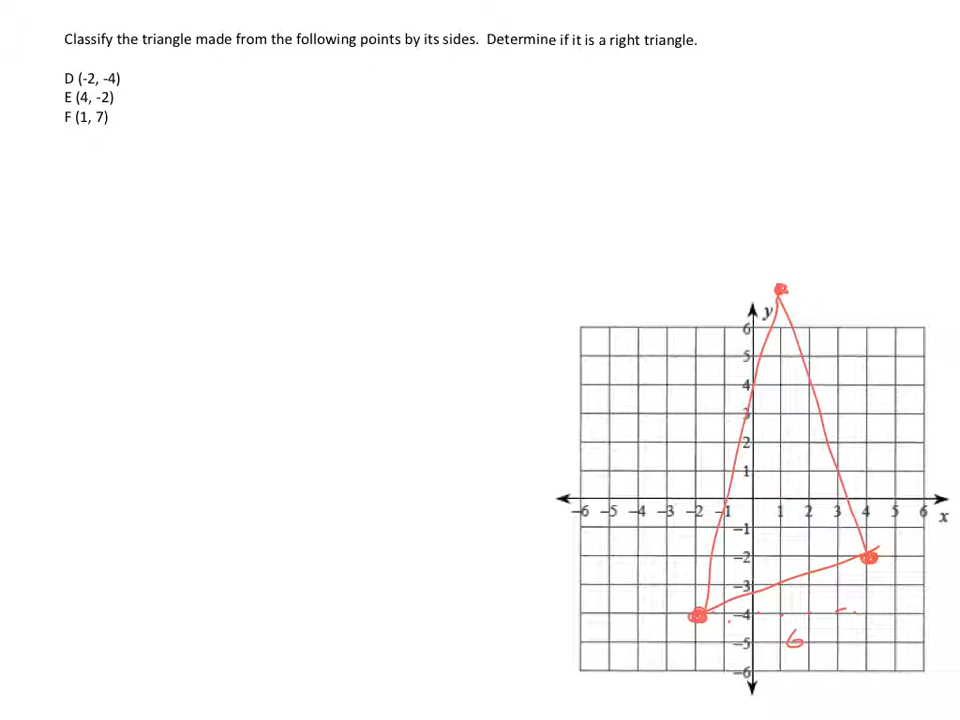 Classify the triangle made from the following points by its sides. Determine if it is a right triangle.
D (-2, -4)
E (4, -2)
F (1, 7)
y
6
5
4
3
2
1
-6 -5 -4 -3 -2 -1 1 2 3 4 5 6 x
-1
-2
-3
-4
-5
-6
6